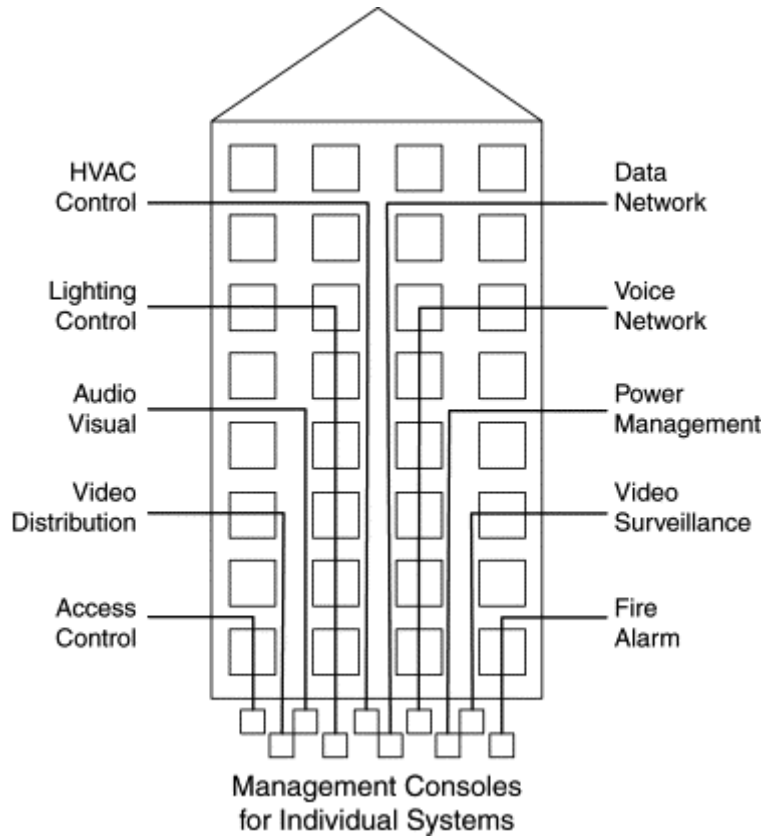 HVAC
Control
Lighting
Control
Audio
Visual
Video
Distribution
Access
Control
Data
Network
Voice
Network
Power
Management
Video
Surveillance
Fire
Alarm
Management Consoles
for Individual Systems